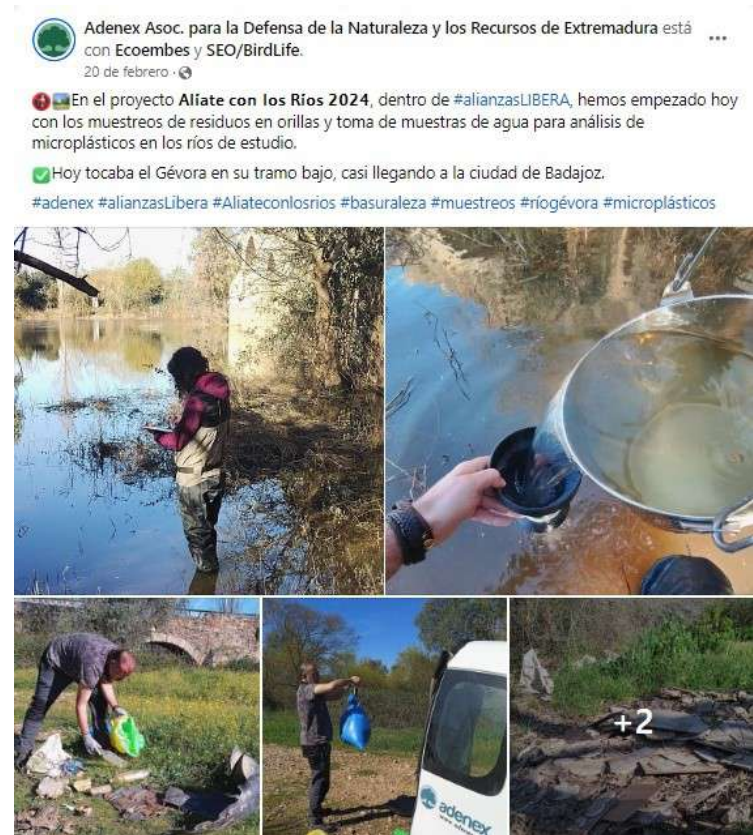 Adenex Asoc. para la Defensa de la Naturaleza y los Recursos de Extremadura está
con Ecoembes y SEO/BirdLife.
20 de febrero ·
En el proyecto Alíate con los Ríos 2024, dentro de #alianzasLIBERA, hemos empezado hoy
con los muestreos de residuos en orillas y toma de muestras de agua para análisis de
microplásticos en los ríos de estudio.
Hoy tocaba el Gévora en su tramo bajo, casi llegando a la ciudad de Badajoz.
#adenex #alianzasLibera #Aliateconlosrios #basuraleza #muestreos #ríogévora #microplásticos
+2
adenex